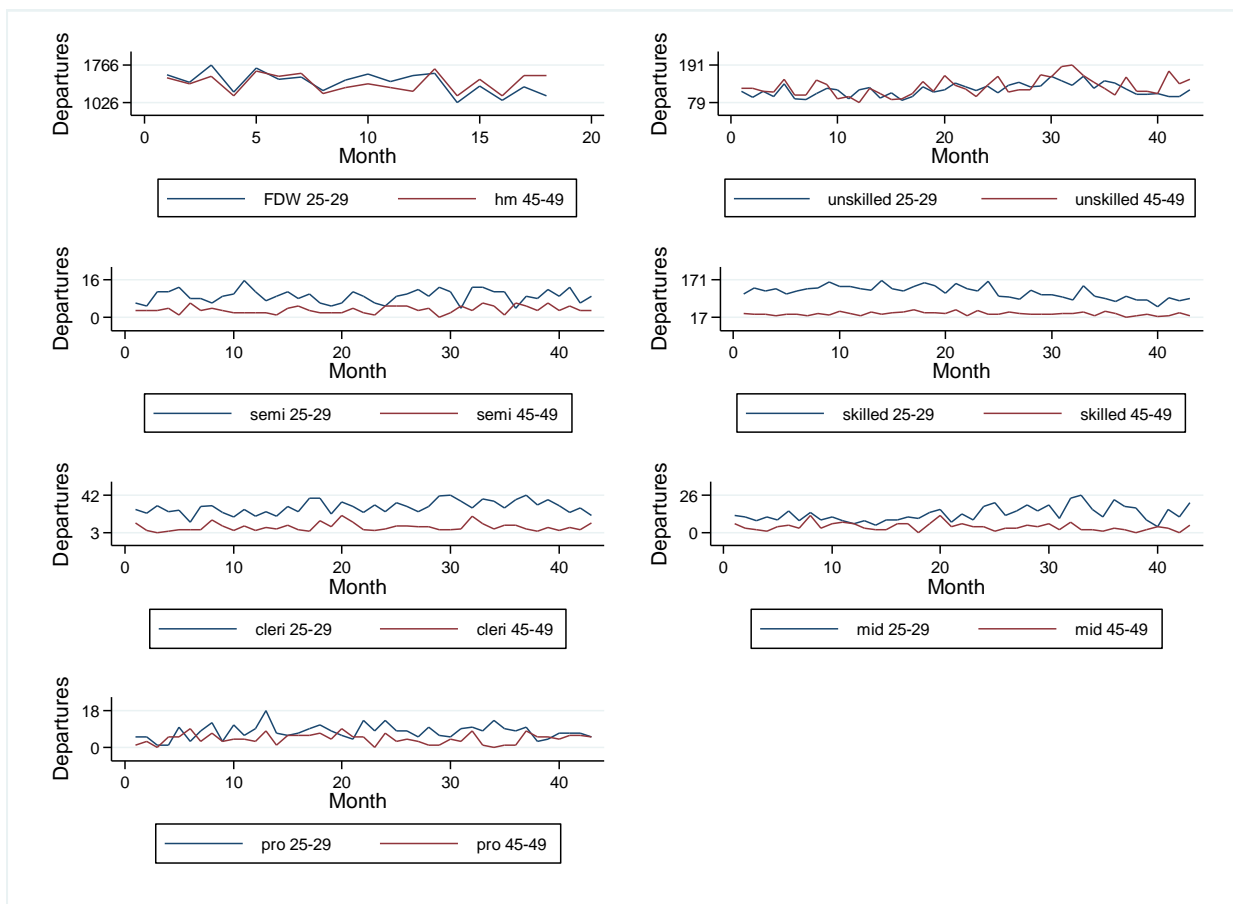 Departures
1766
1026
0 5 10 15 20
Month
FDW 25-29 hm 45-49
Departures
191
79
0 10 20 30 40
Month
unskilled 25-29 unskilled 45-49
Departures
16
0
0 10 20 30 40
Month
semi 25-29 semi 45-49
Departures
171
17
0 10 20 30 40
Month
skilled 25-29 skilled 45-49
Departures
42
3
0 10 20 30 40
Month
cleri 25-29 cleri 45-49
Departures
26
0
0 10 20 30 40
Month
mid 25-29 mid 45-49
Departures
18
0
0 10 20 30 40
Month
pro 25-29 pro 45-49